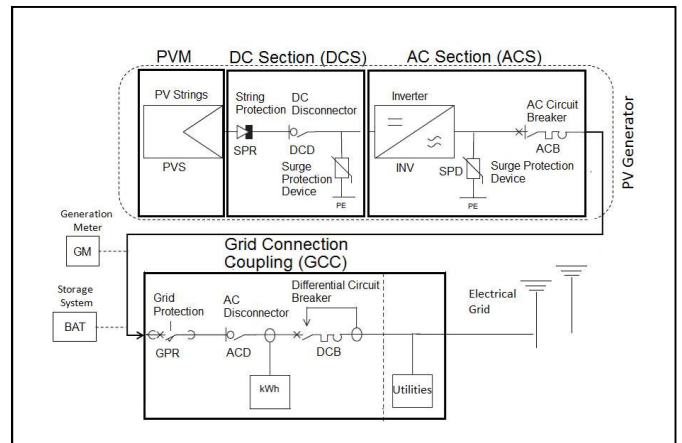 PVM
DC Section (DCS)
AC Section (ACS)
PV Strings
PVS
String
Protection
SPR
DC
Disconnector
DCD
Surge
Protection
Device
PE
Inverter
INV
SPD
Surge Protection
Device
PE
AC Circuit
Breaker
ACB
PV Generator
Generation
Meter
GM
Storage
System
BAT
Grid Connection
Coupling (GCC)
Grid
Protection
GPR
AC
Disconnector
ACD
kWh
Differential Circuit
Breaker
DCB
Utilities
Electrical
Grid